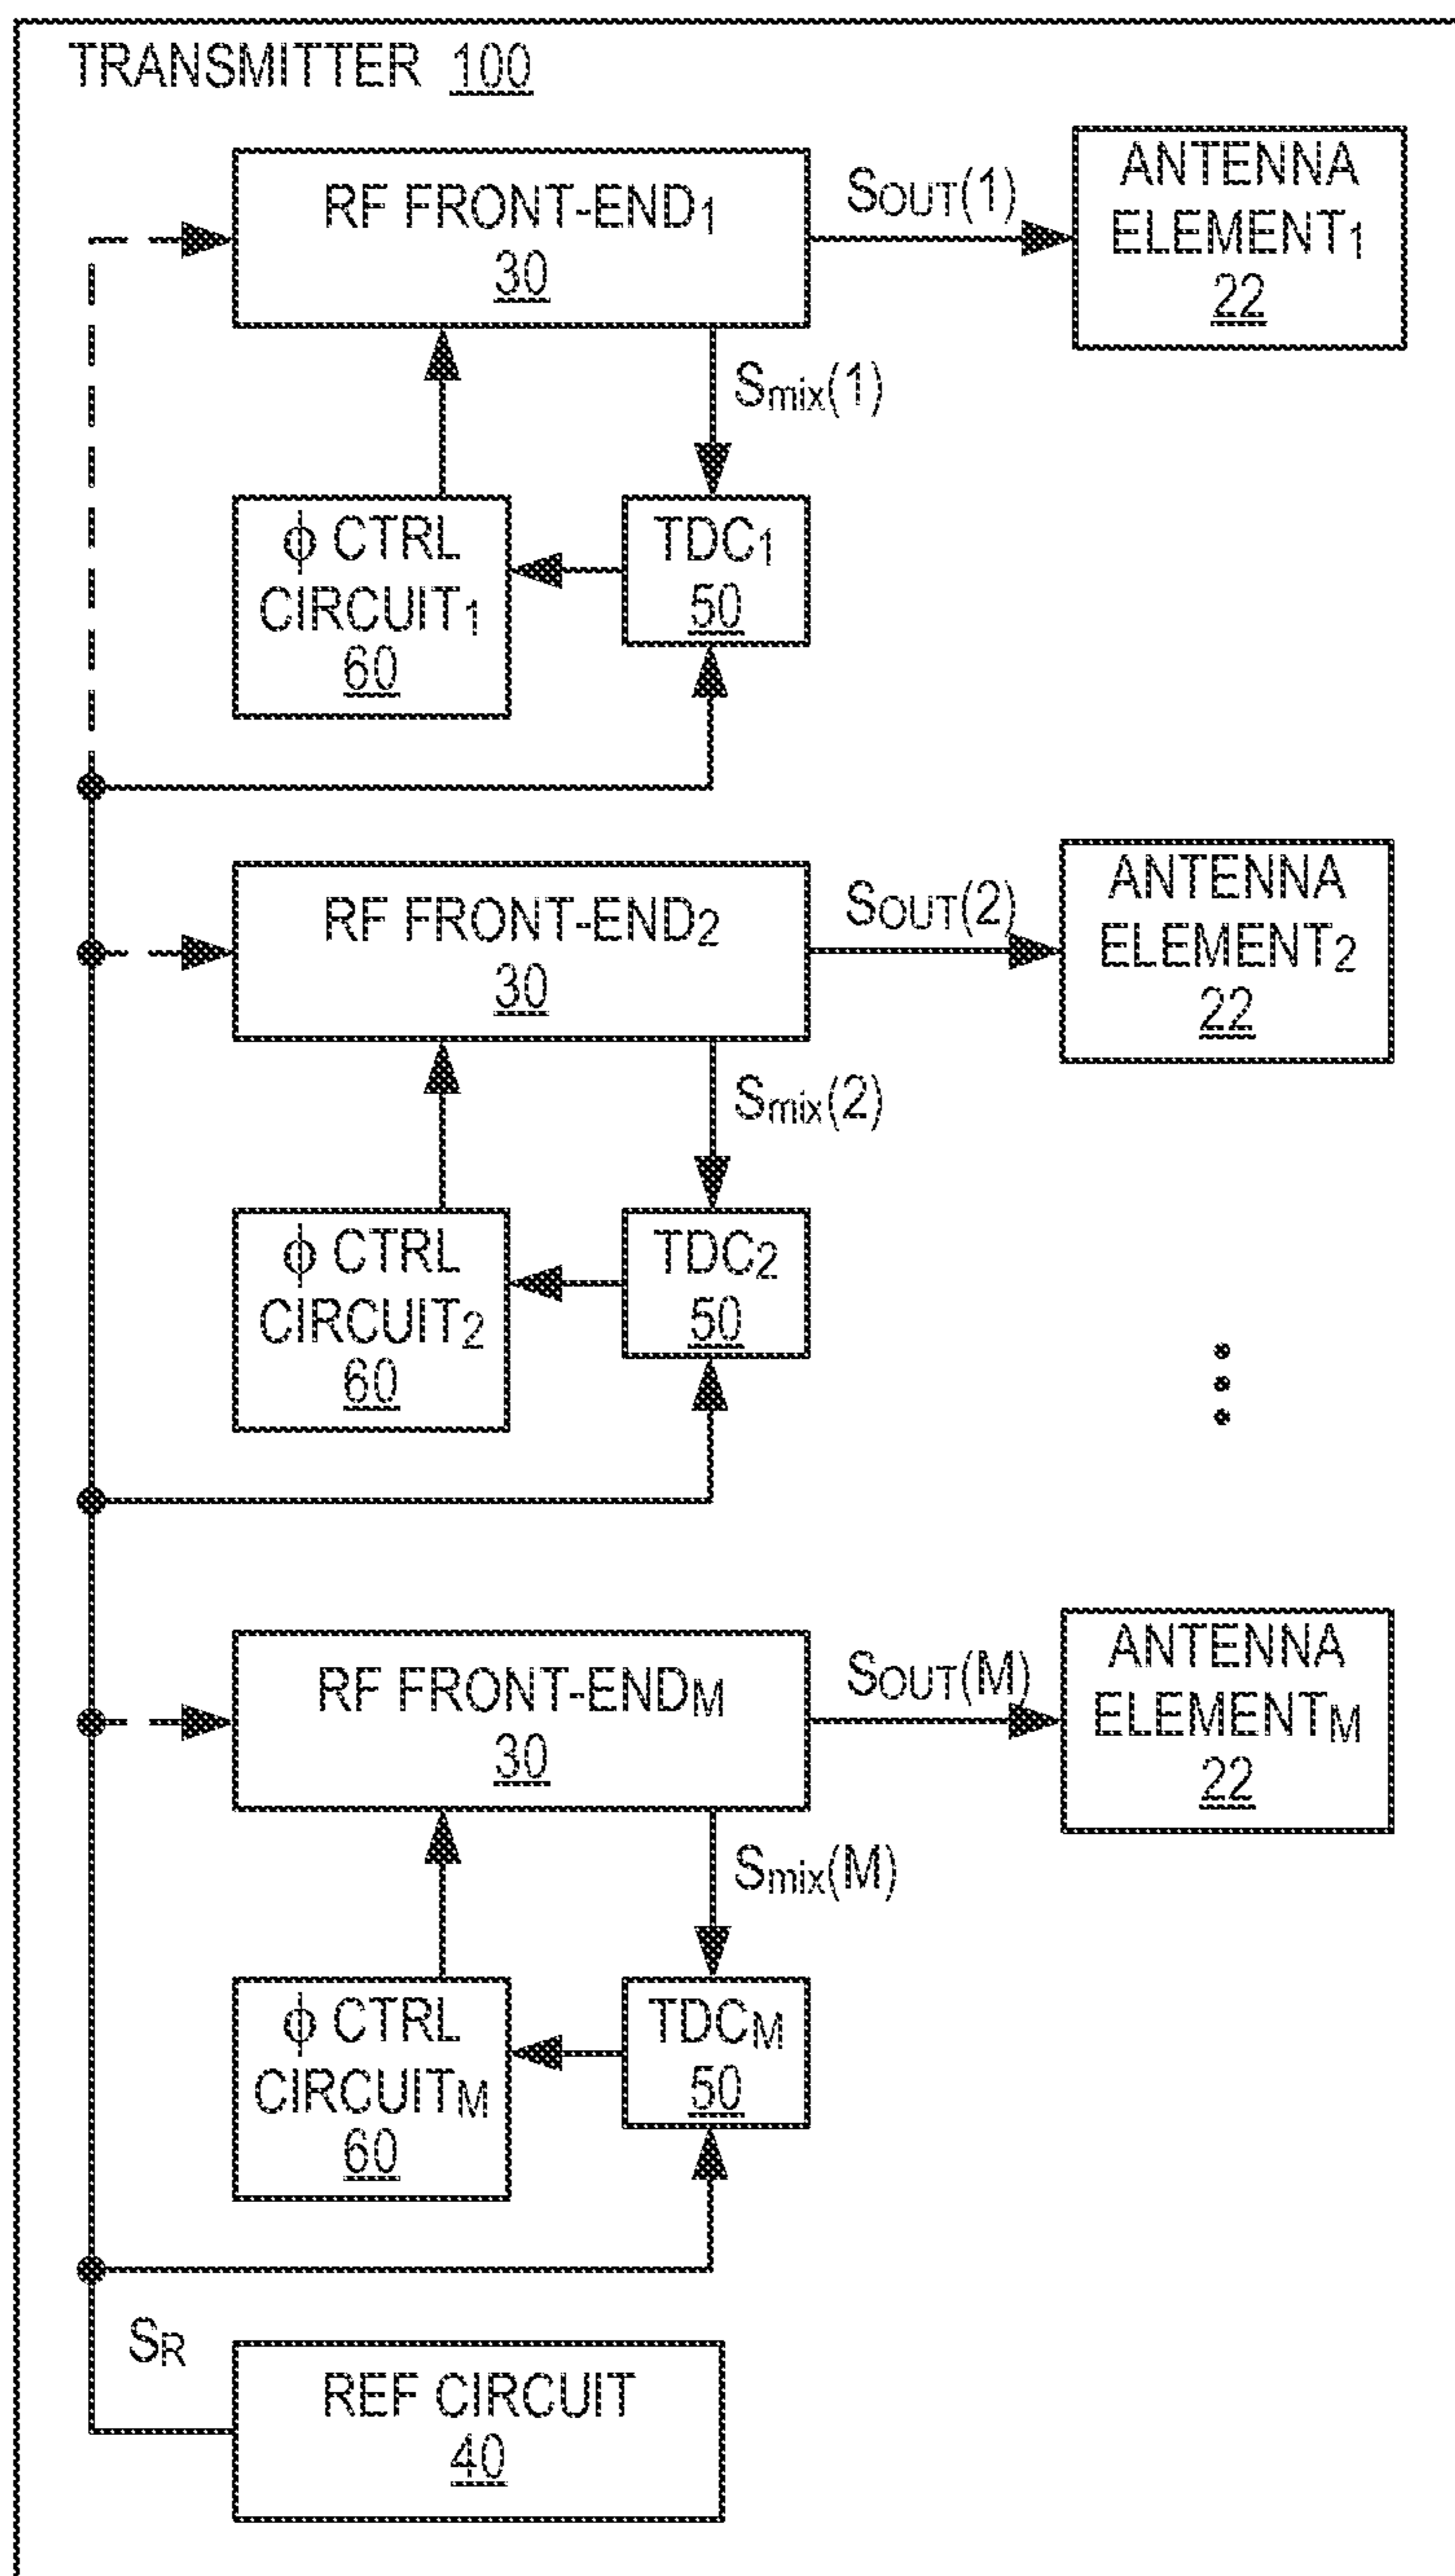 TRANSMITTER 100
RF FRONT-END1
30
SOUT(1)
ANTENNA
ELEMENT1
22
Smix(1)
ϕ CTRL
CIRCUIT1
60
TDC1
50
RF FRONT-END2
30
SOUT(2)
ANTENNA
ELEMENT2
22
Smix(2)
ϕ CTRL
CIRCUIT2
60
TDC2
50
RF FRONT-ENDM
30
SOUT(M)
ANTENNA
ELEMENTM
22
Smix(M)
ϕ CTRL
CIRCUITM
60
TDCM
50
SR
REF CIRCUIT
40